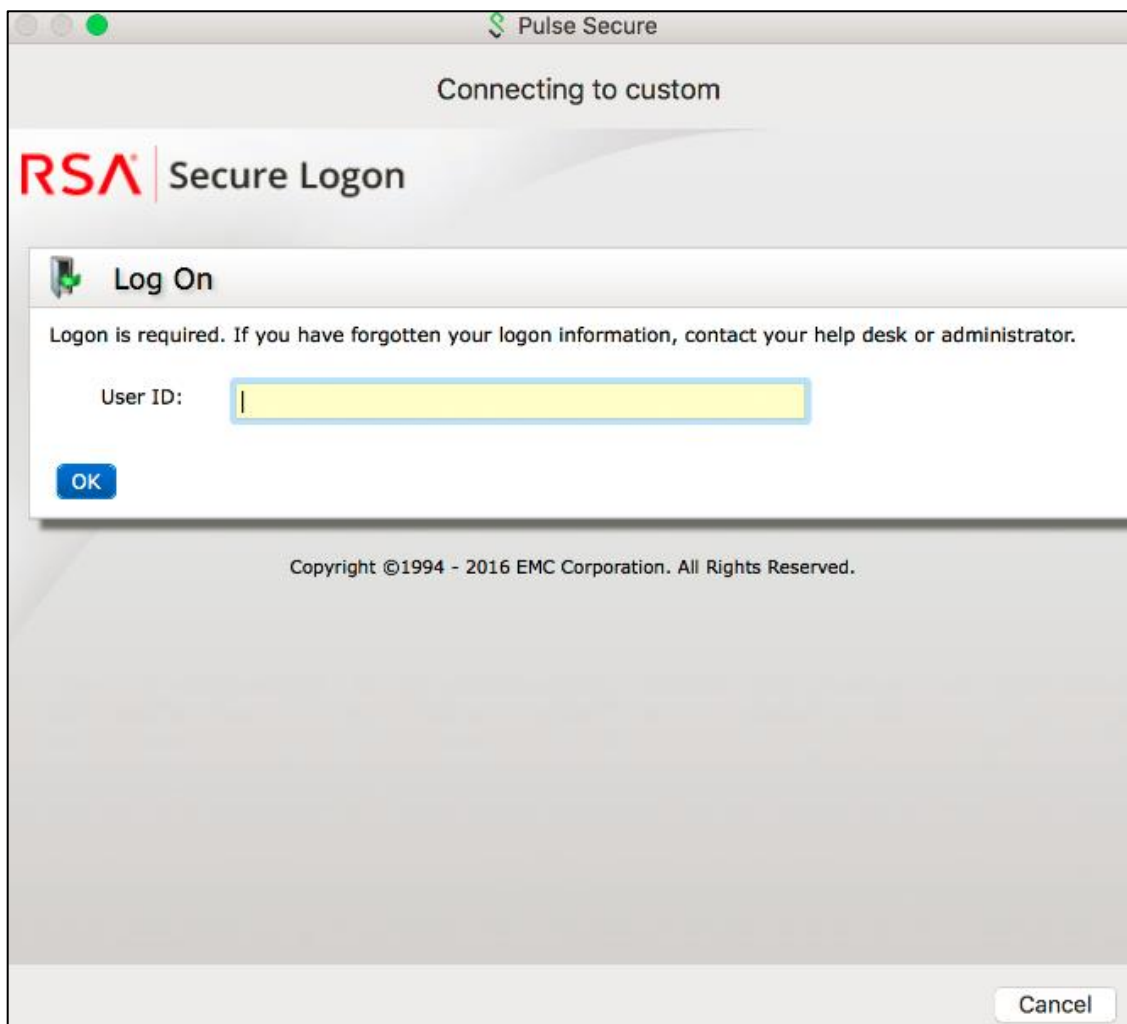 Pulse Secure
Connecting to custom
RSA Secure Logon
Log On
Logon is required. If you have forgotten your logon information, contact your help desk or administrator.
User ID:
OK
Copyright ©1994 - 2016 EMC Corporation. All Rights Reserved.
Cancel